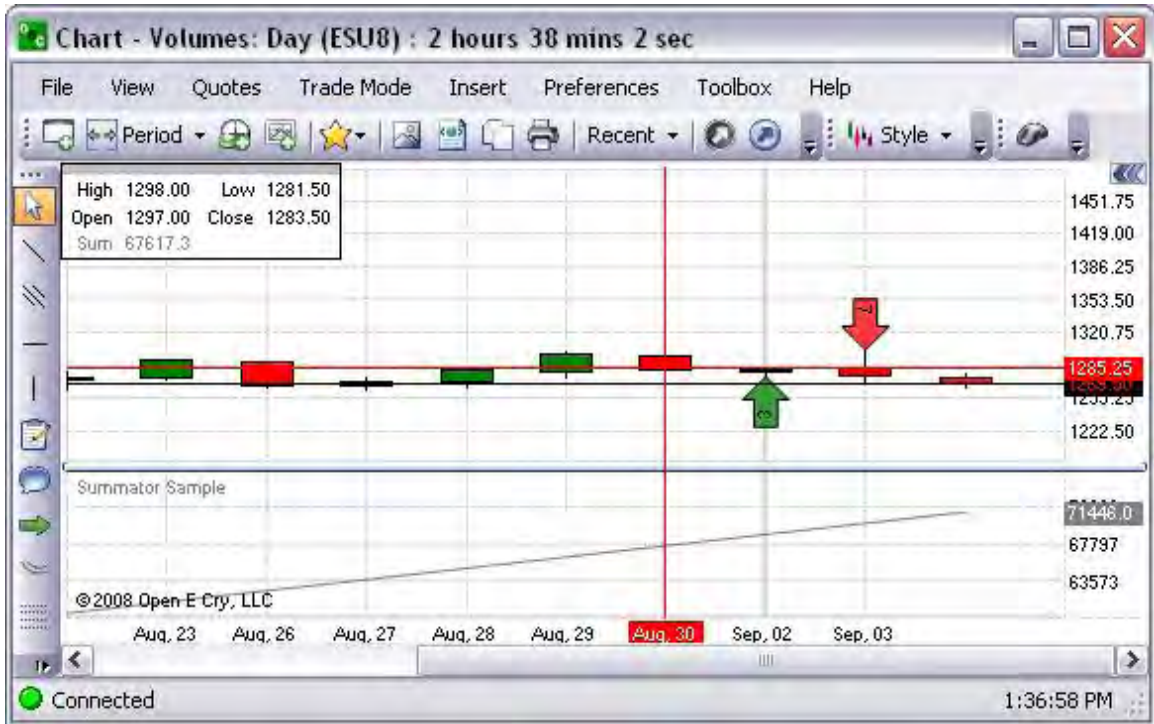 Chart - Volumes: Day (ESU8) : 2 hours 38 mins 2 sec
File View Quotes Trade Mode Insert Preferences Toolbox Help
Period Recent Style
High 1298.00 Low 1281.50
Open 1297.00 Close 1283.50
Sum 67617.3
1451.75
1419.00
1386.25
1353.50
1320.75
1285.25
1222.50
Summator Sample
71446.0
67797
63573
© 2008 Open E Cry, LLC
Aug, 23 Aug, 26 Aug, 27 Aug, 28 Aug, 29 Aug, 30 Sep, 02 Sep, 03
Connected 1:36:58 PM